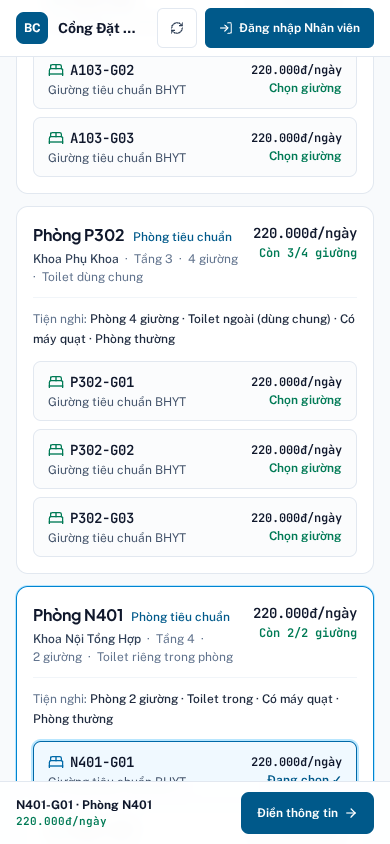 BC
Cổng Đặt ...
Đăng nhập Nhân viên
A103-G02
220.000đ/ngày
Giường tiêu chuẩn BHYT
Chọn giường
A103-G03
220.000đ/ngày
Giường tiêu chuẩn BHYT
Chọn giường
Phòng P302 Phòng tiêu chuẩn
220.000đ/ngày
Khoa Phụ Khoa · Tầng 3 · 4 giường
Còn 3/4 giường
· Toilet dùng chung
Tiện nghi: Phòng 4 giường · Toilet ngoài (dùng chung) · Có
máy quạt · Phòng thường
P302-G01
220.000đ/ngày
Giường tiêu chuẩn BHYT
Chọn giường
P302-G02
220.000đ/ngày
Giường tiêu chuẩn BHYT
Chọn giường
P302-G03
220.000đ/ngày
Giường tiêu chuẩn BHYT
Chọn giường
Phòng N401 Phòng tiêu chuẩn
220.000đ/ngày
Khoa Nội Tổng Hợp · Tầng 4 ·
Còn 2/2 giường
2 giường · Toilet riêng trong phòng
Tiện nghi: Phòng 2 giường · Toilet trong · Có máy quạt ·
Phòng thường
N401-G01
220.000đ/ngày
Giường tiêu chuẩn BHYT
Đang chọn ✓
N401-G01 · Phòng N401
220.000đ/ngày
Điền thông tin →